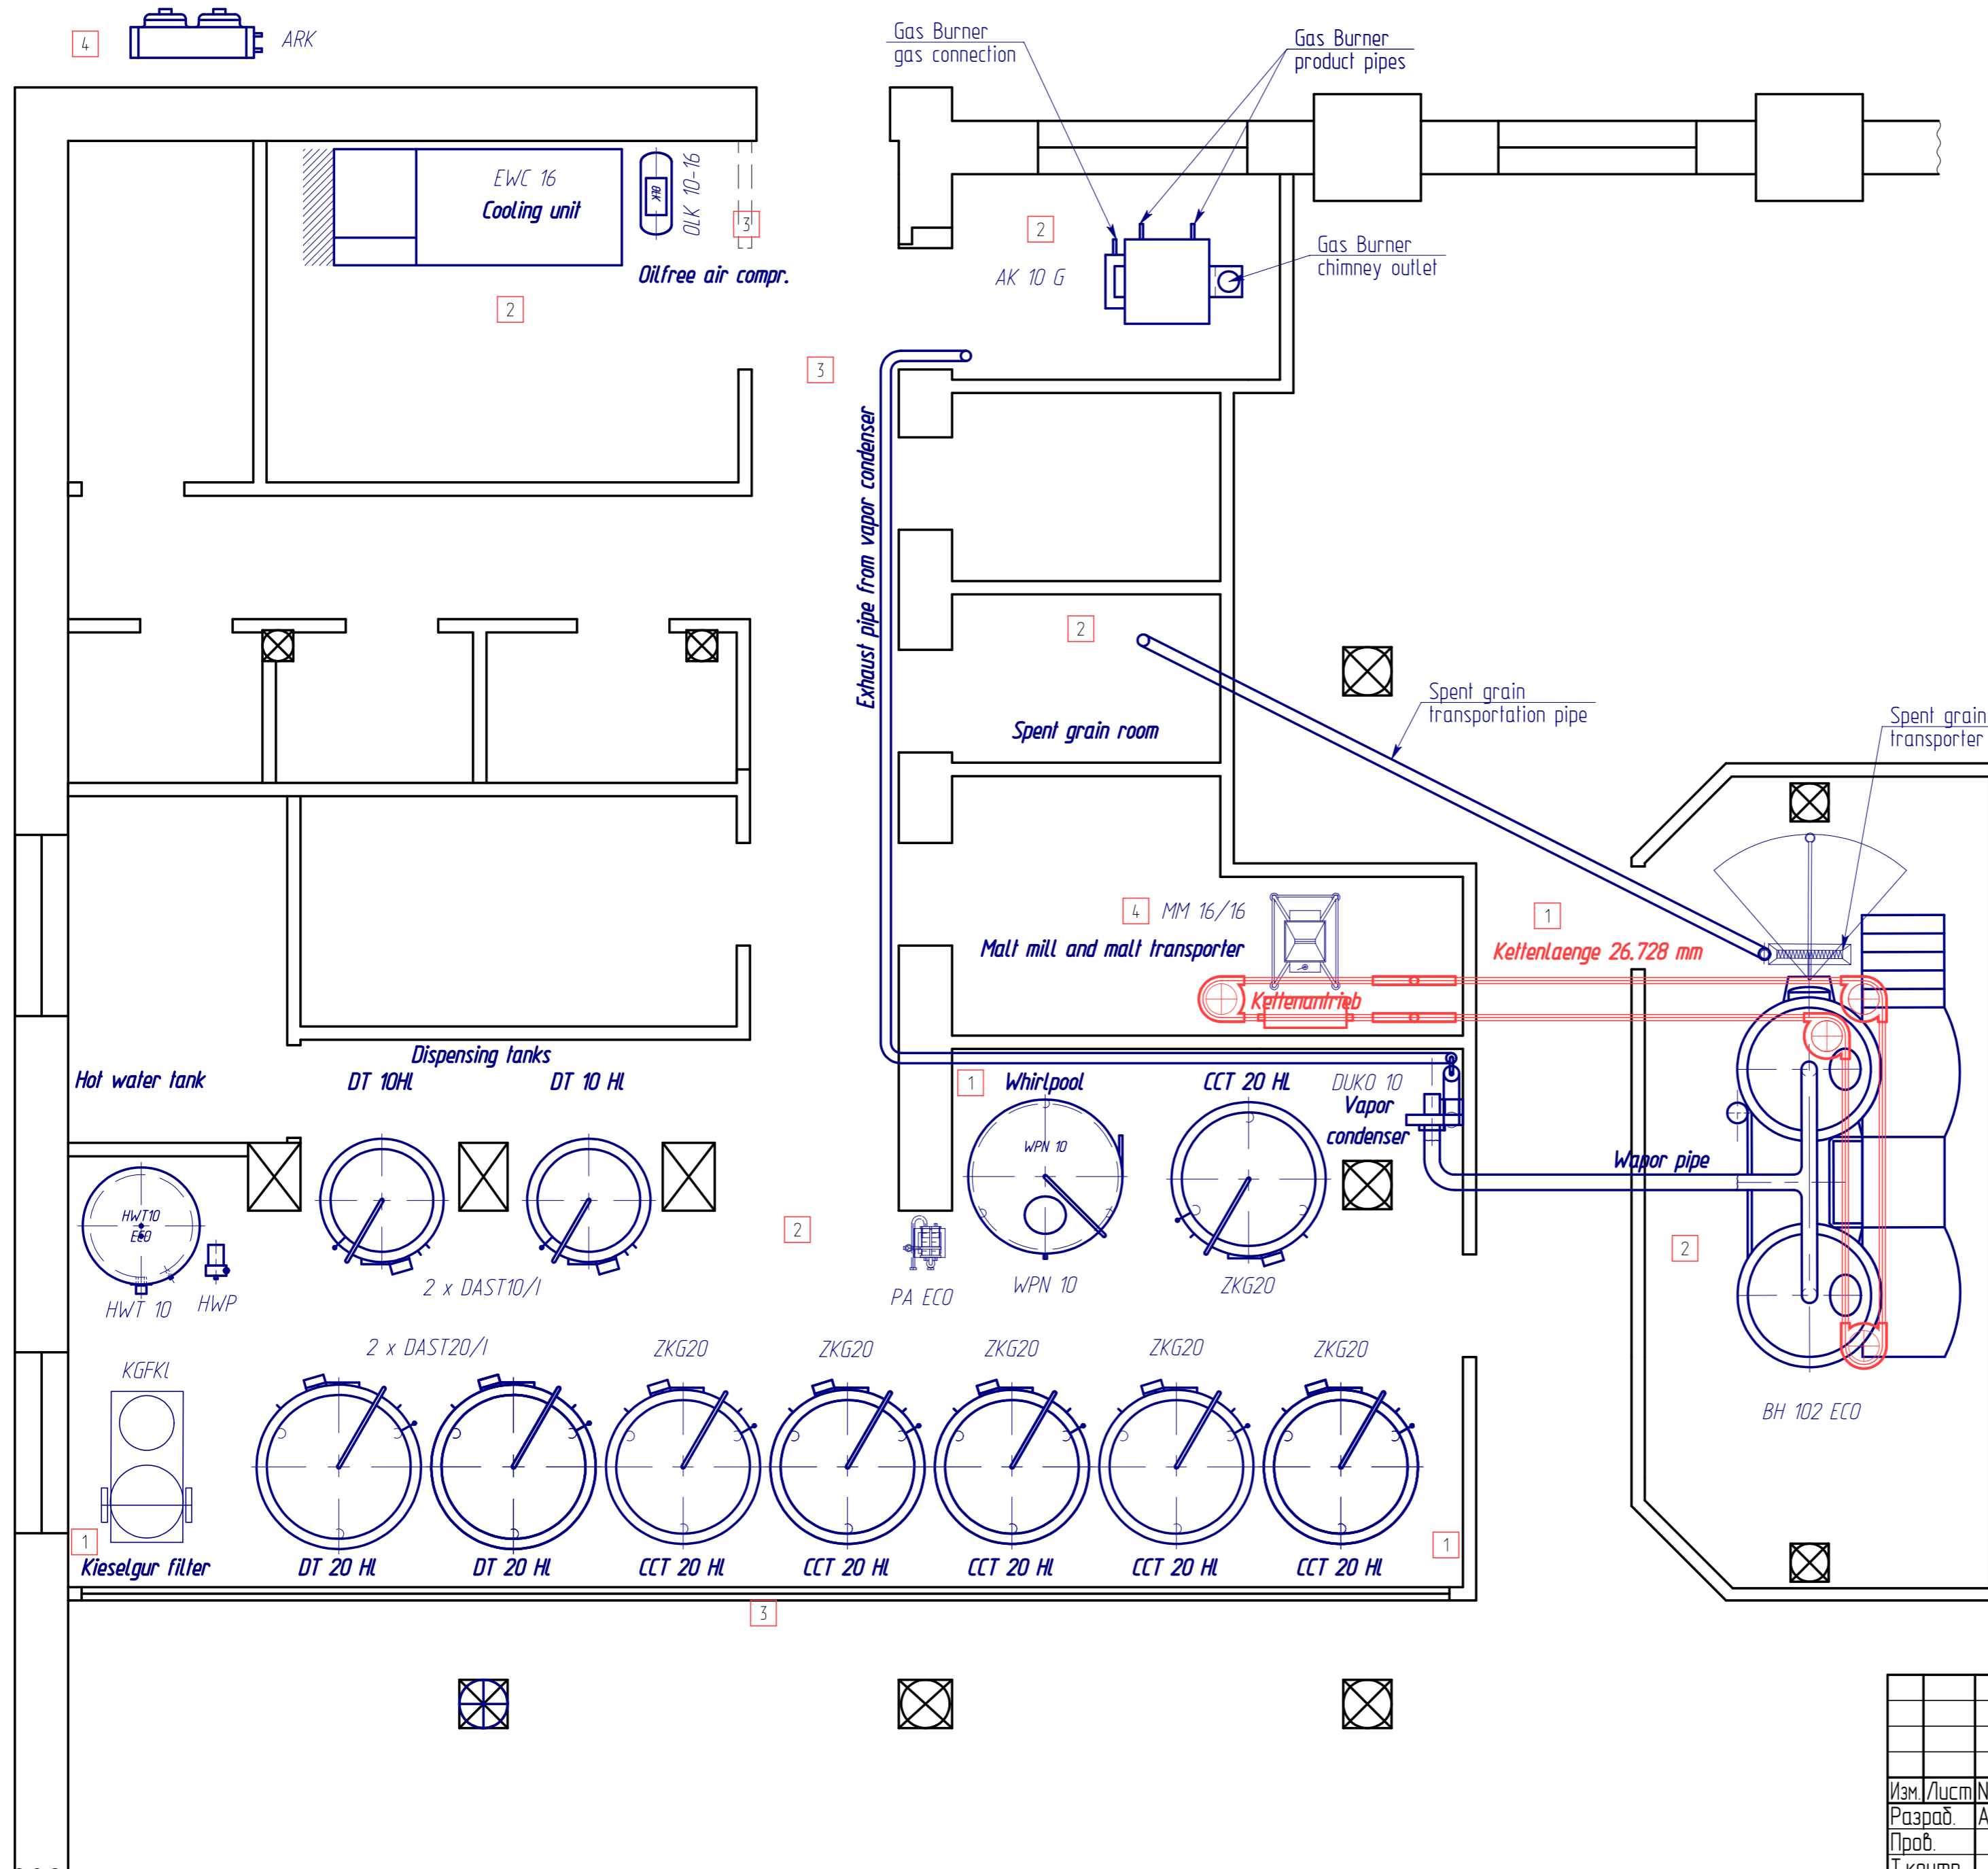 4
ARK
Gas Burner
gas connection
Gas Burner
product pipes
EWC 16
Cooling unit
OLK
OLK 10-16
3
Oilfree air compr.
2
2
AK 10 G
Gas Burner
chimney outlet
3
Exhaust pipe from vapor condenser
2
Spent grain room
Spent grain
transportation pipe
Spent grain
transporter
4
MM 16/16
Malt mill and malt transporter
1
Kettenlaenge 26.728 mm
Kettenantrieb
Dispensing tanks
Hot water tank
DT 10Hl
DT 10 Hl
1
Whirlpool
CCT 20 HL
DUKO 10
Vapor
condenser
WPN 10
Wapor pipe
HWT10
ECO
2
2
HWT 10
HWP
2 x DAST10/l
PA ECO
WPN 10
ZKG20
KGFKl
2 x DAST20/l
ZKG20
ZKG20
ZKG20
ZKG20
ZKG20
BH 102 ECO
1
1
Kieselgur filter
DT 20 Hl
DT 20 Hl
CCT 20 Hl
CCT 20 Hl
CCT 20 Hl
CCT 20 Hl
CCT 20 Hl
3
Изм. Лист N
Разраб. А
Пров.